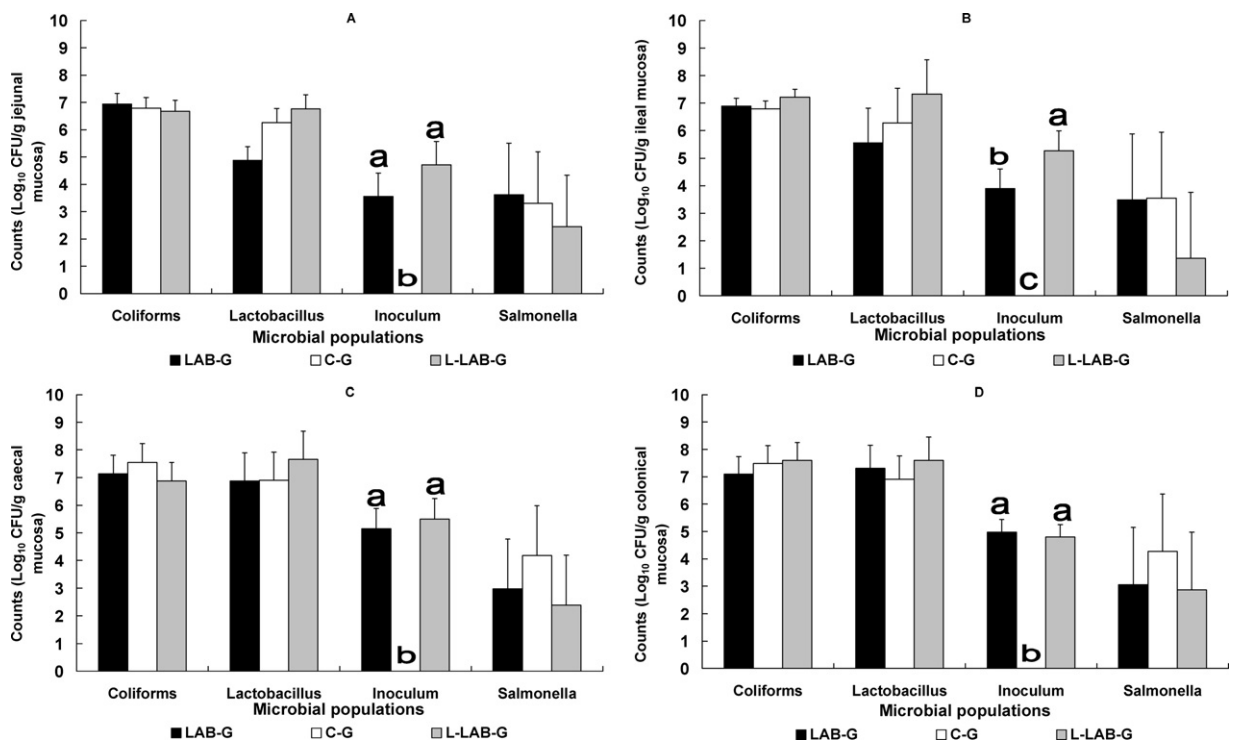 A
Counts (Log10 CFU/g jejunal
mucosa)
10
9
8
7
6
5
4
3
2
1
0
a
a
b
Coliforms Lactobacillus Inoculum Salmonella
Microbial populations
LAB-G C-G L-LAB-G
B
Counts (Log10 CFU/g ileal mucosa)
10
9
8
7
6
5
4
3
2
1
0
b
a
c
Coliforms Lactobacillus Inoculum Salmonella
Microbial populations
LAB-G C-G L-LAB-G
C
Counts (Log10 CFU/g caecal
mucosa)
10
9
8
7
6
5
4
3
2
1
0
a
a
b
Coliforms Lactobacillus Inoculum Salmonella
Microbial populations
LAB-G C-G L-LAB-G
D
Counts (Log10 CFU/g colonical
mucosa)
10
9
8
7
6
5
4
3
2
1
0
a
a
b
Coliforms Lactobacillus Inoculum Salmonella
Microbial populations
LAB-G C-G L-LAB-G